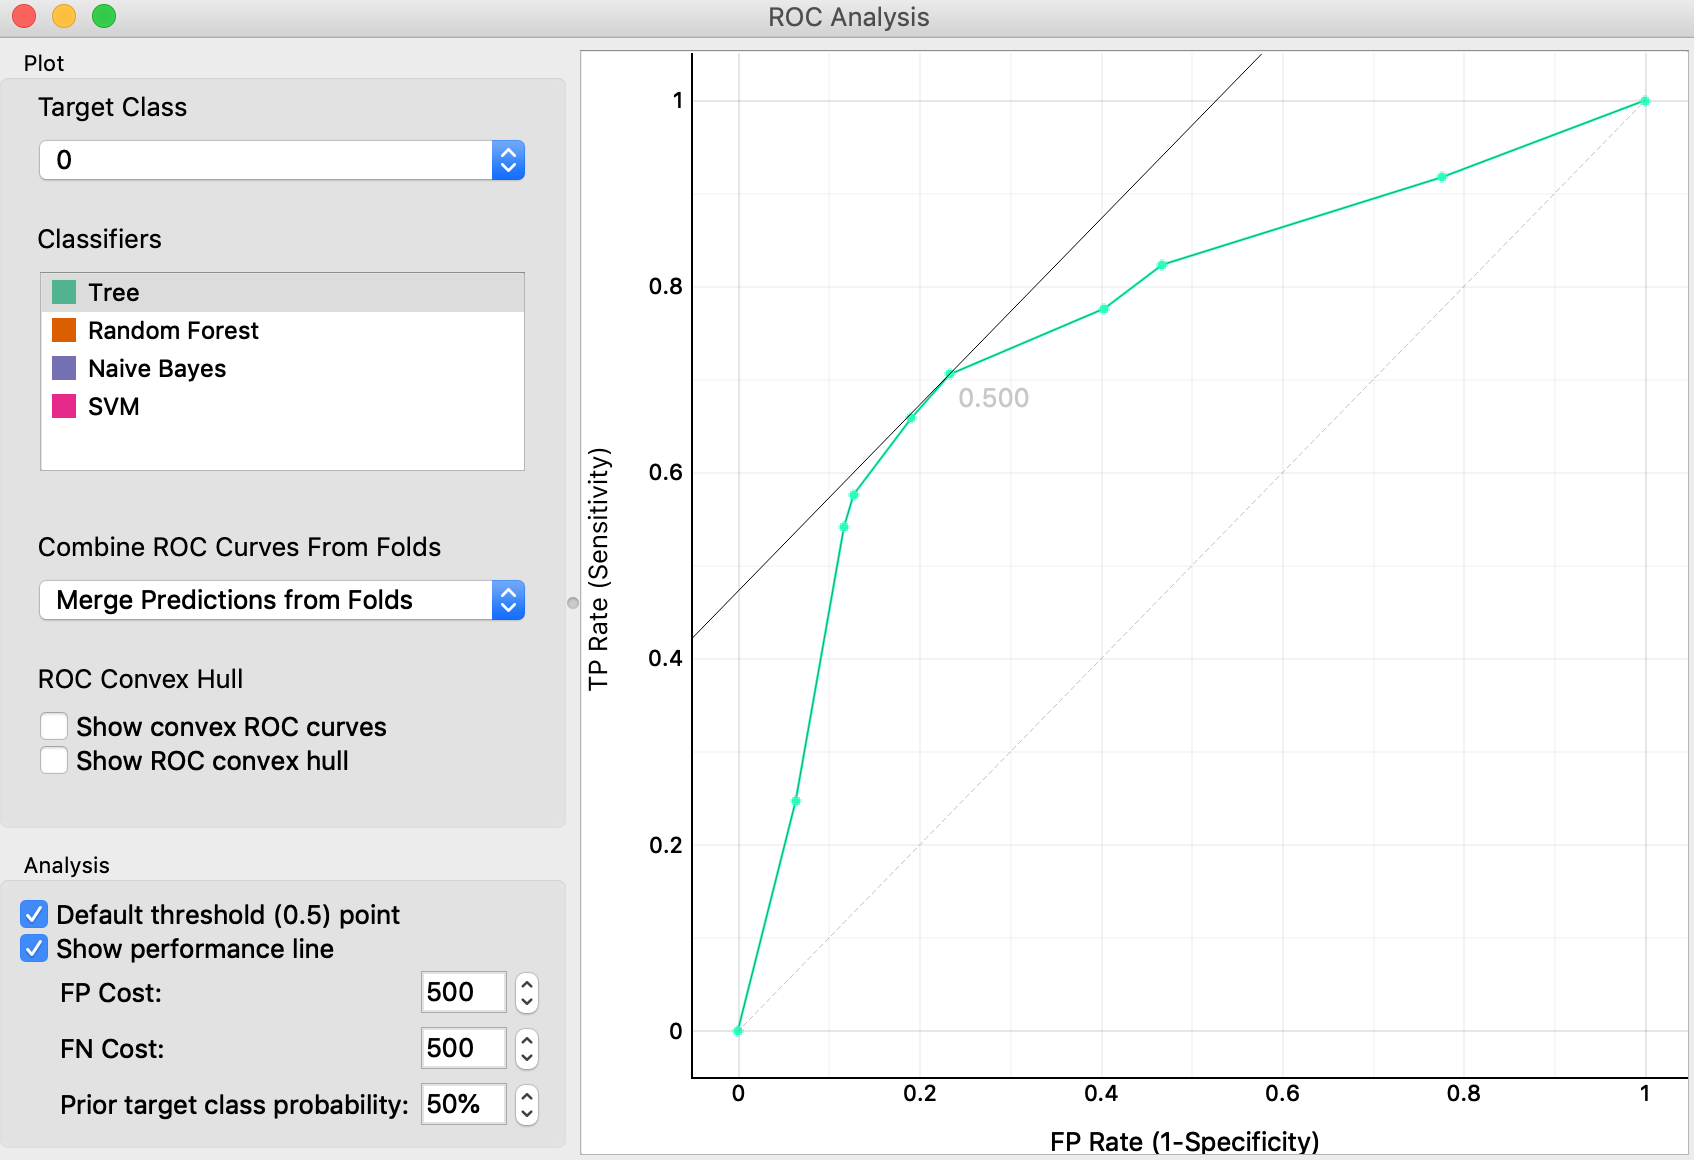 ROC Analysis
Plot
Target Class
0
Classifiers
Tree
Random Forest
Naive Bayes
SVM
Combine ROC Curves From Folds
Merge Predictions from Folds
ROC Convex Hull
Show convex ROC curves
Show ROC convex hull
Analysis
Default threshold (0.5) point
Show performance line
FP Cost: 500
FN Cost: 500
Prior target class probability: 50%
TP Rate (Sensitivity)
1
0.8
0.6
0.4
0.2
0
0.500
0 0.2 0.4 0.6 0.8 1
FP Rate (1-Specificity)